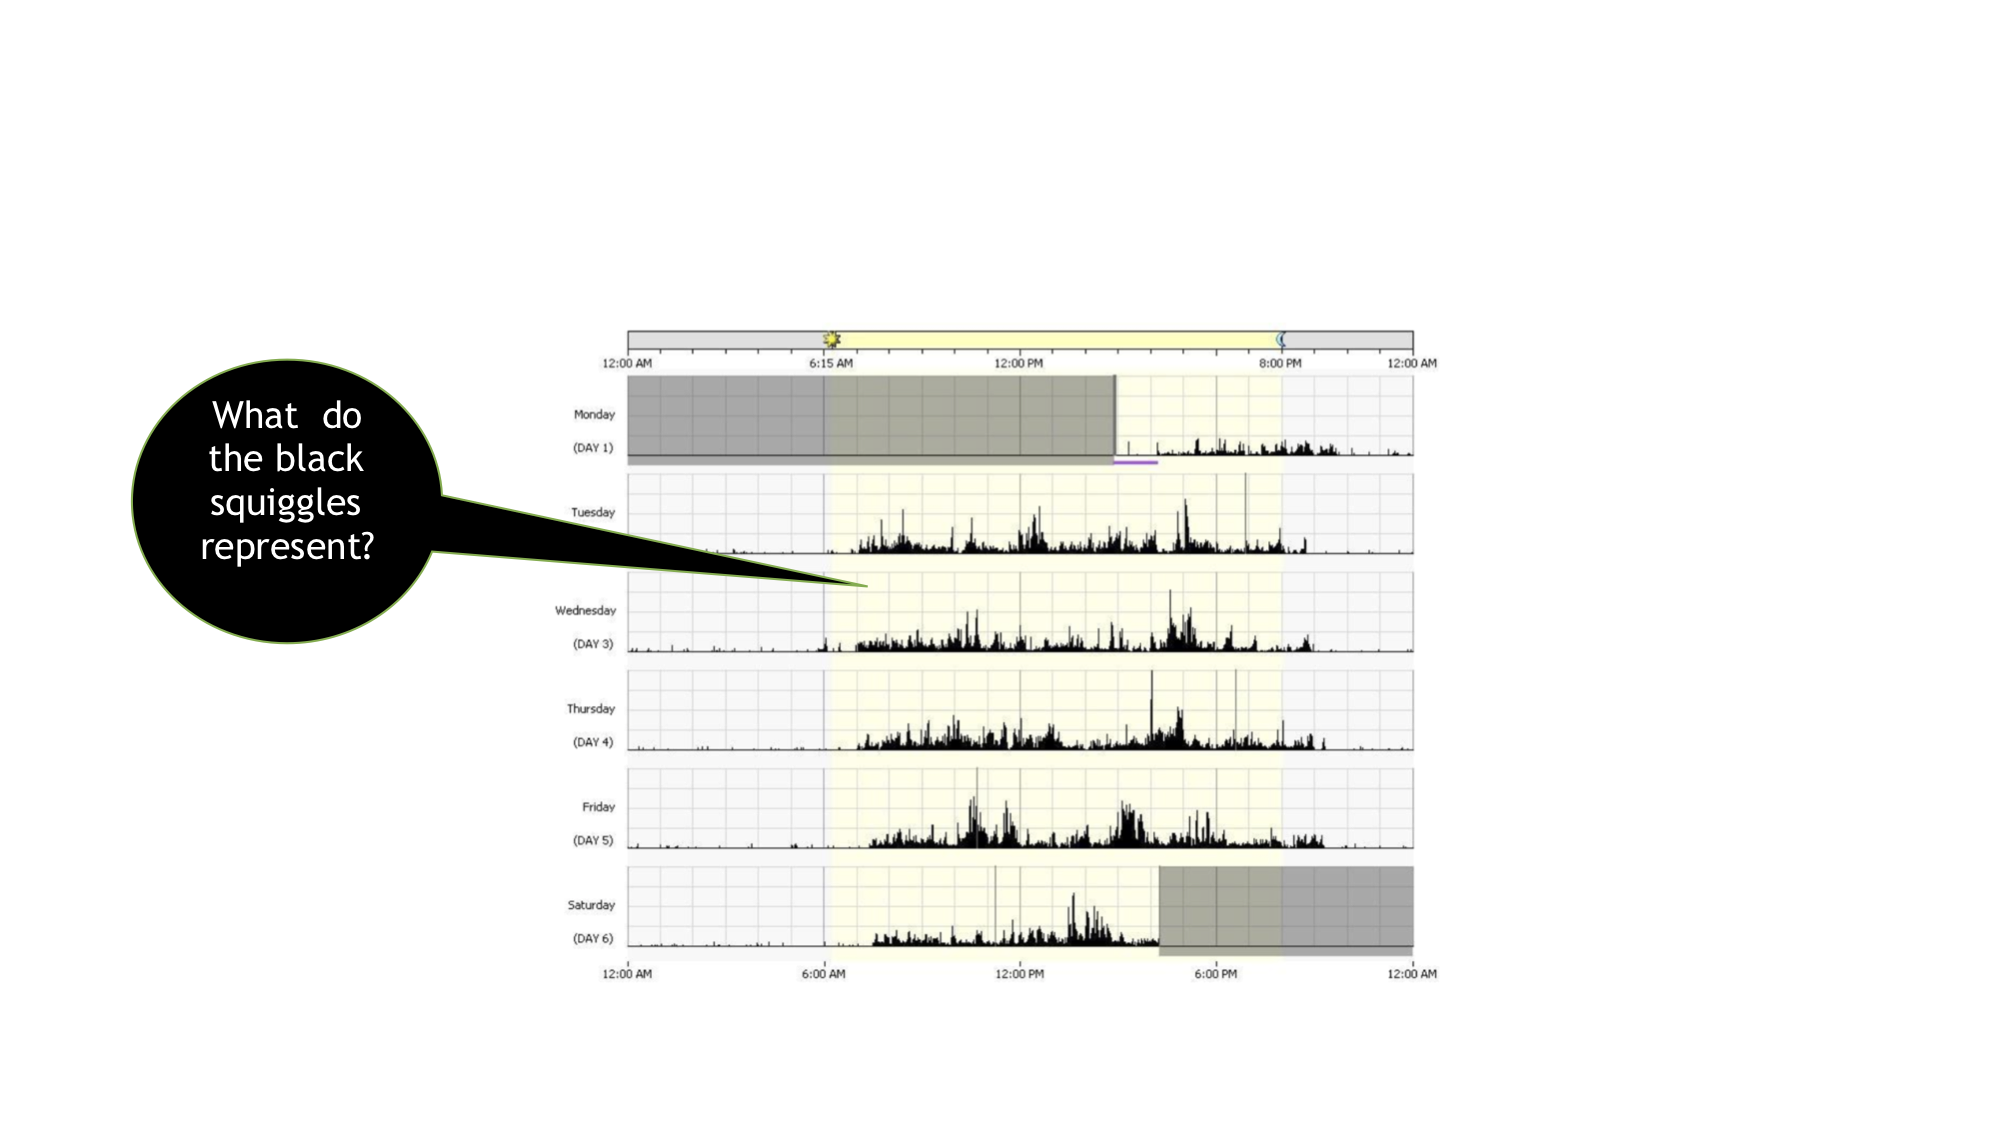 What do
the black
squiggles
represent?
12:00 AM 6:15 AM 12:00 PM 8:00 PM 12:00 AM
Monday
(DAY 1)
Tuesday
Wednesday
(DAY 3)
Thursday
(DAY 4)
Friday
(DAY 5)
Saturday
(DAY 6)
12:00 AM 6:00 AM 12:00 PM 6:00 PM 12:00 AM